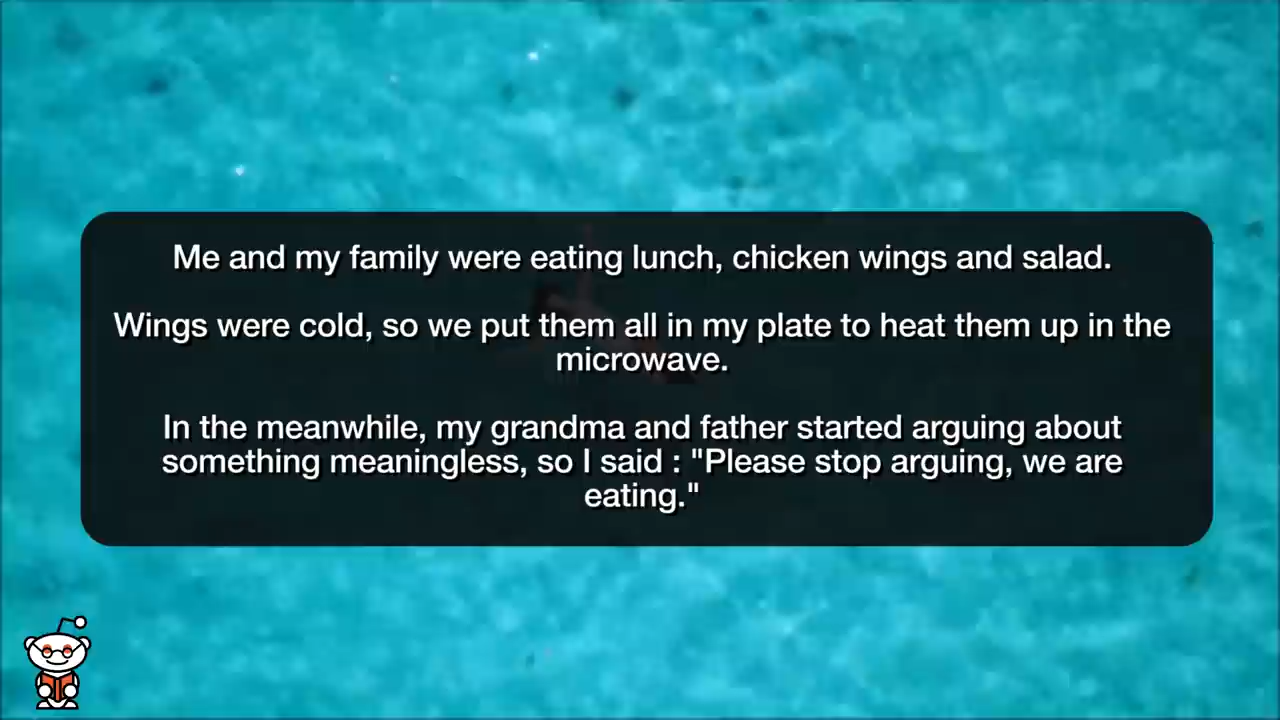 Me and my family were eating lunch, chicken wings and salad.
Wings were cold, so we put them all in my plate to heat them up in the
microwave.
In the meanwhile, my grandma and father started arguing about
something meaningless, so I said : "Please stop arguing, we are
eating."